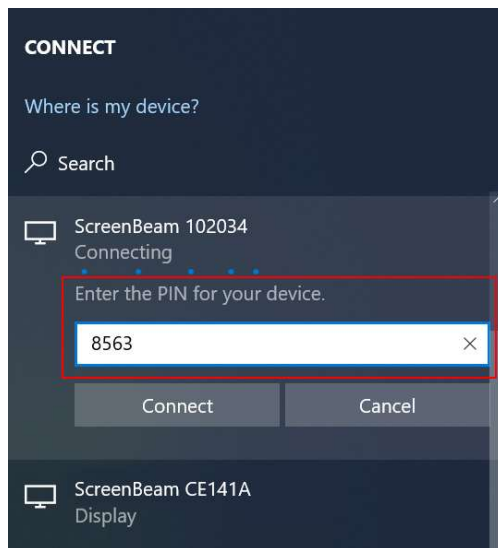 CONNECT
Where is my device?
Search
ScreenBeam 102034
Connecting
Enter the PIN for your device.
8563
Connect Cancel
ScreenBeam CE141A
Display